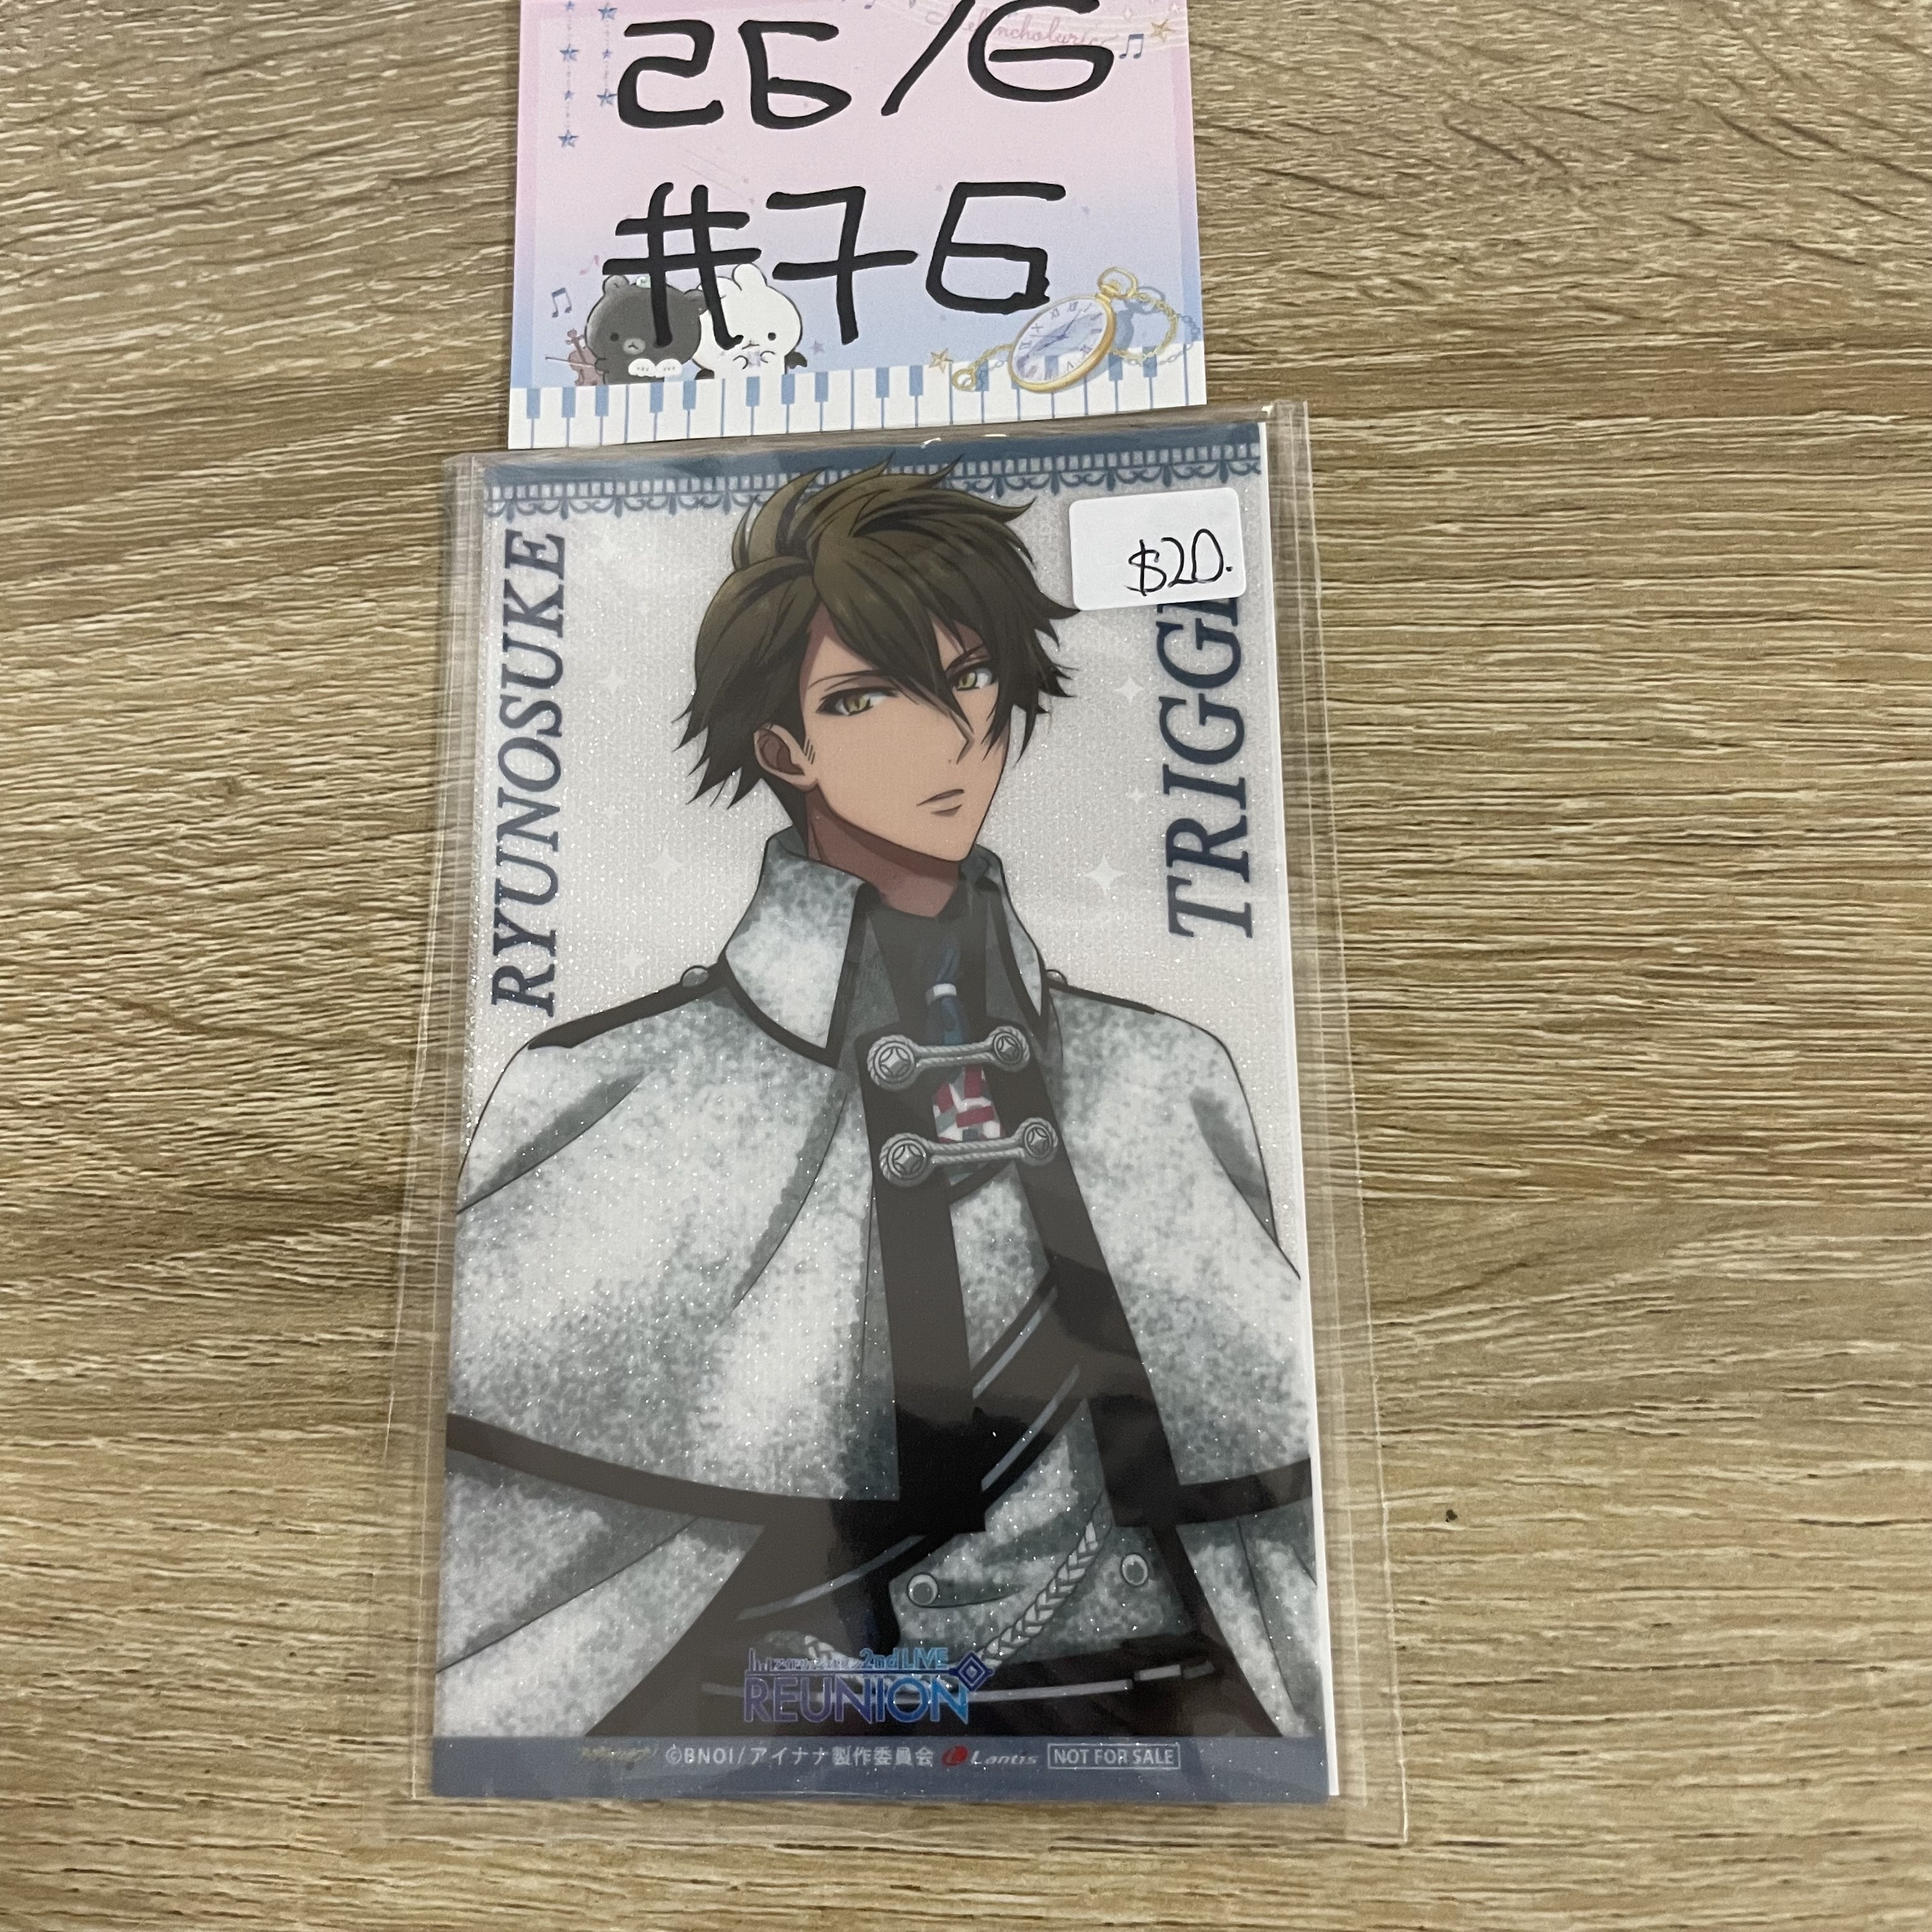 26/6
#76
$20.
RYUNOSUKE
TRIGGE
2nd LIVE
REUNION
©BNOI/アイナナ製作委員会 Lantis NOT FOR SALE